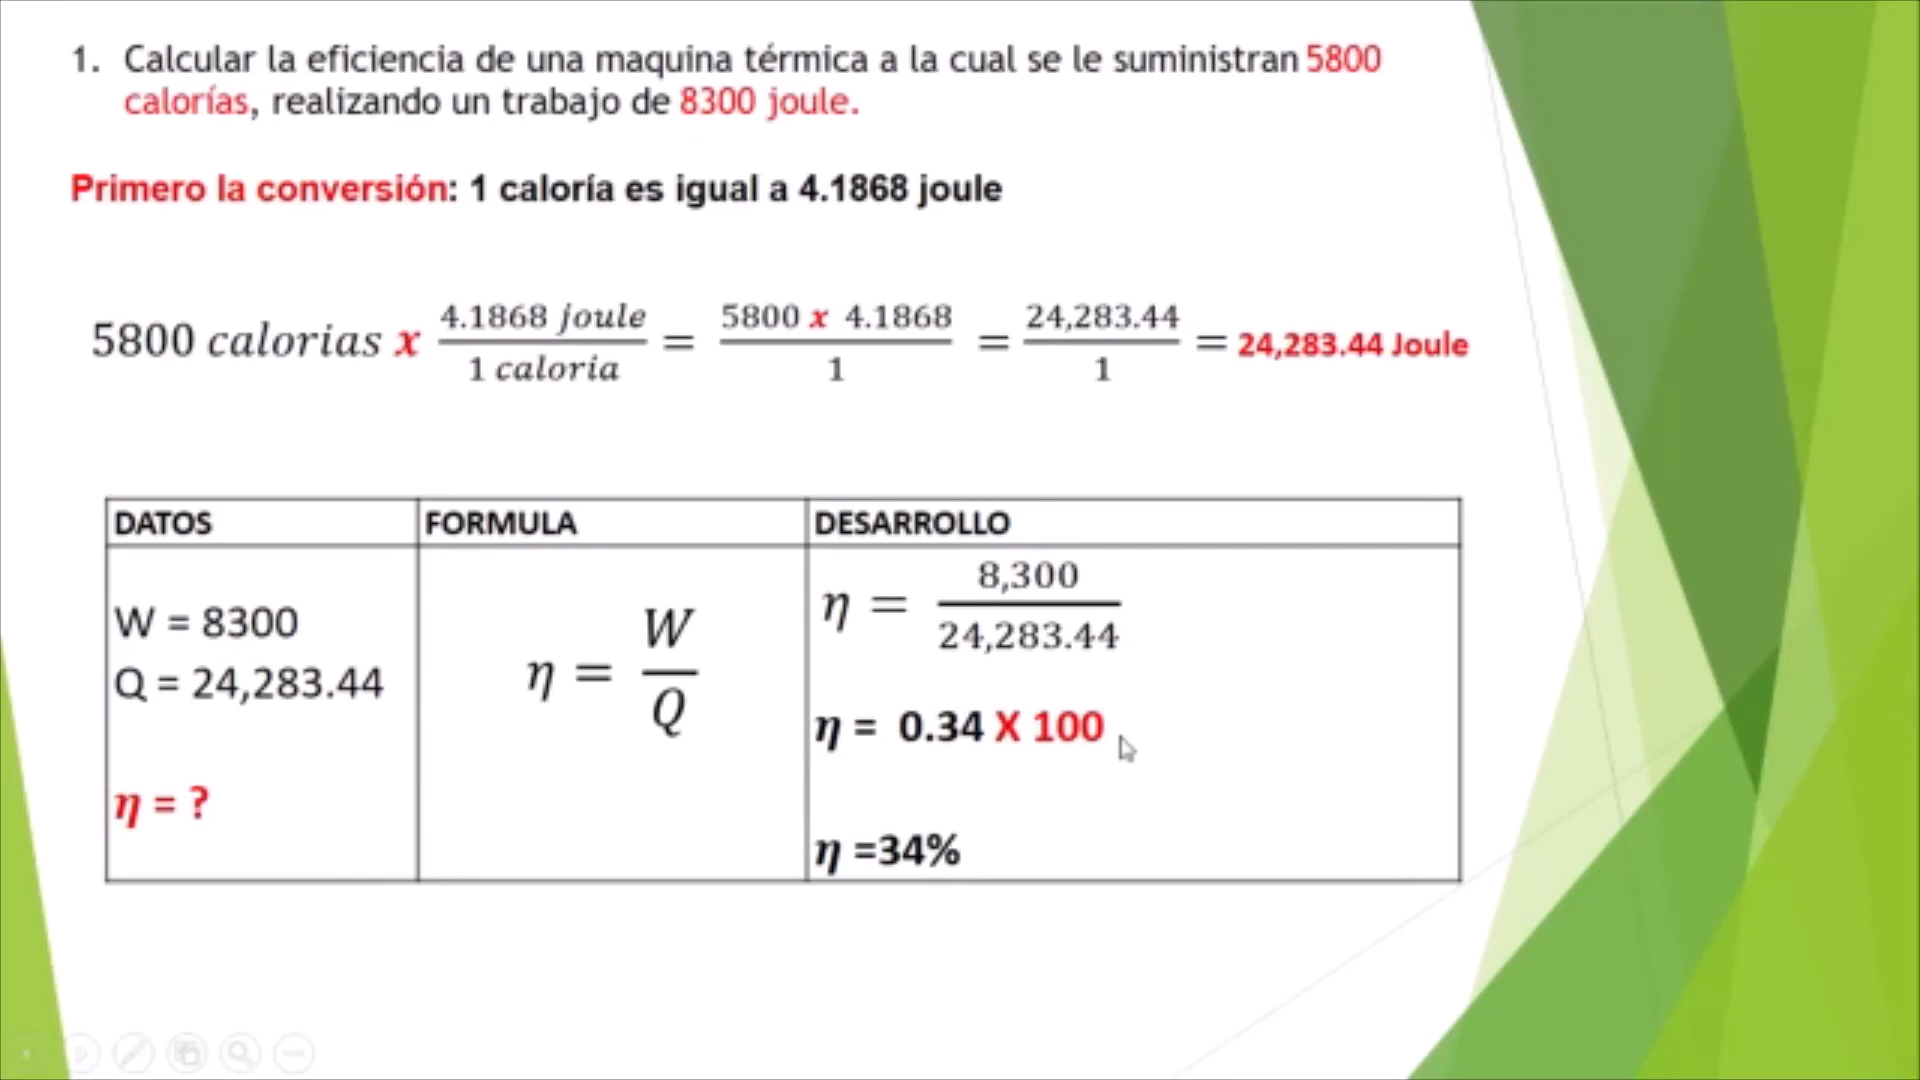 1. Calcular la eficiencia de una maquina térmica a la cual se le suministran 5800
calorías, realizando un trabajo de 8300 joule.
Primero la conversión: 1 caloría es igual a 4.1868 joule
5800 calorias x 4.1868 joule / 1 caloria = 5800 x 4.1868 / 1 = 24,283.44 / 1 = 24,283.44 Joule
DATOS
W = 8300
Q = 24,283.44
η = ?
FORMULA
η = W / Q
DESARROLLO
η = 8,300 / 24,283.44
η = 0.34 X 100
η =34%